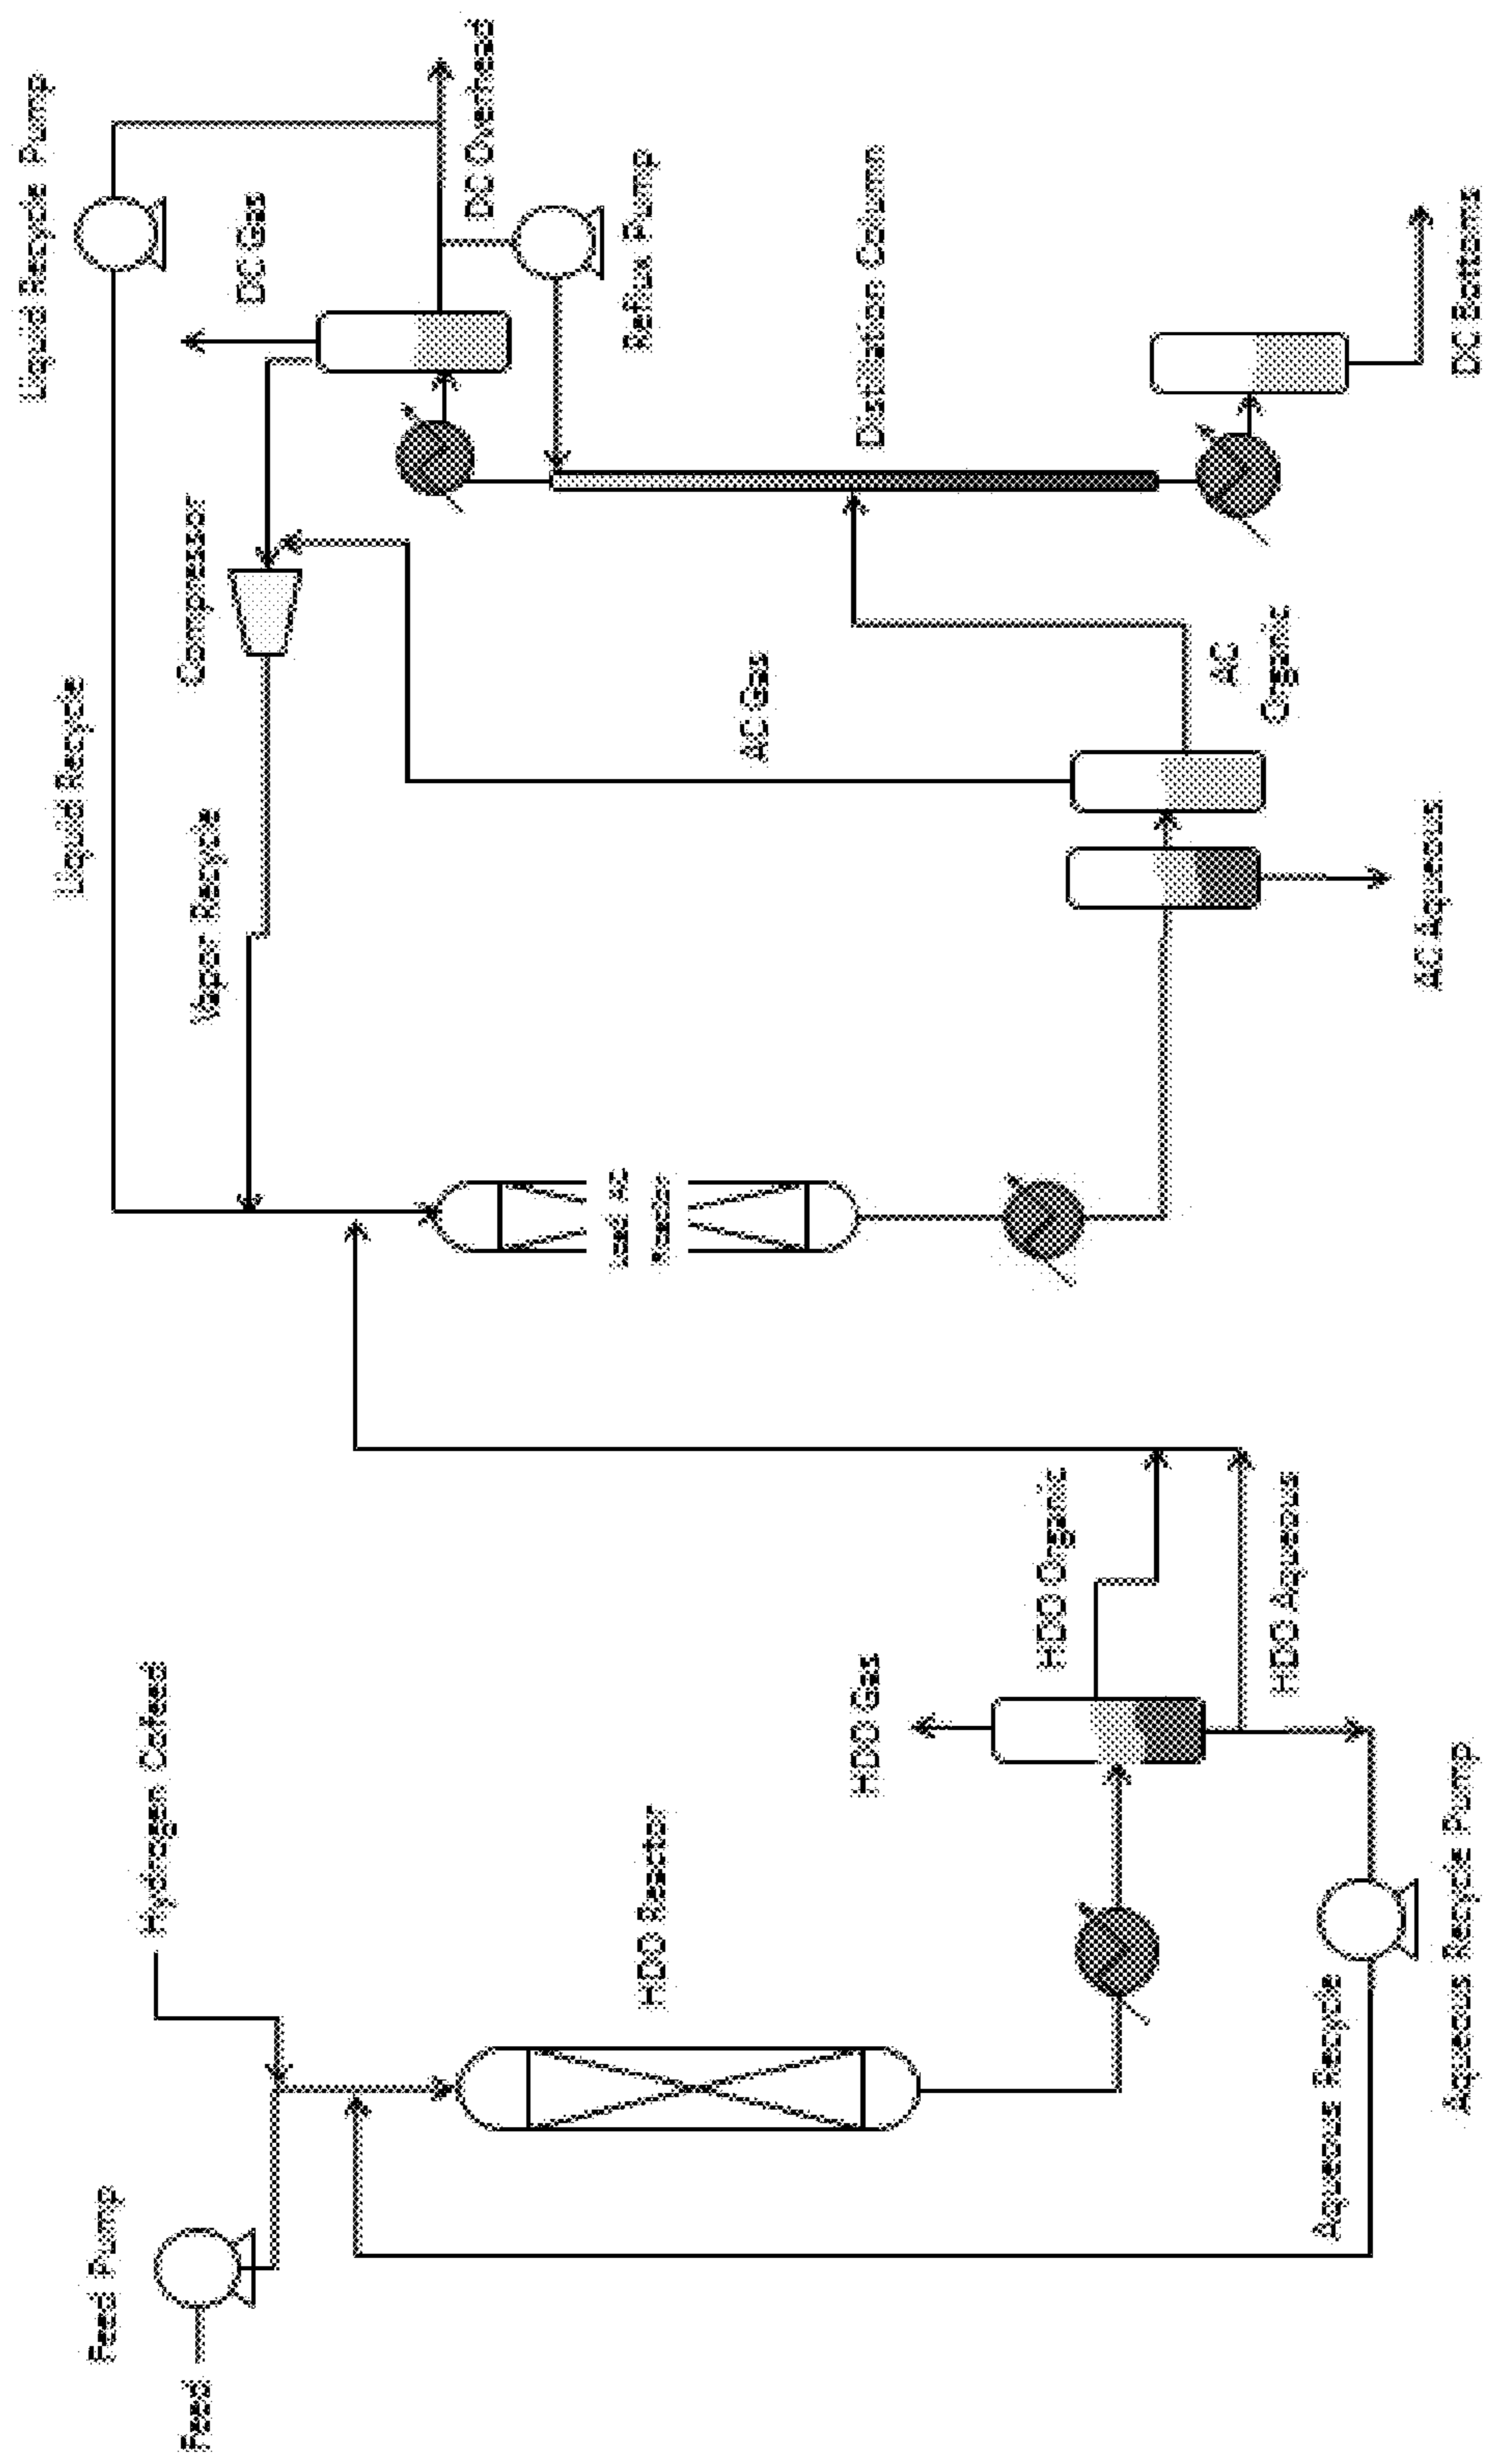 Feed
Feed Pump
Hydrogen Cofeed
HDO Reactor
Aqueous Recycle
Aqueous Recycle Pump
HDO Gas
HDO Organic
HDO Aqueous
Liquid Recycle
Vapor Recycle
Reactor
AC Aqueous
AC Gas
AC
Organic
Compressor
Liquid Recycle Pump
DC Gas
DC Overhead
Reflux Pump
Distillation Column
DC Bottoms